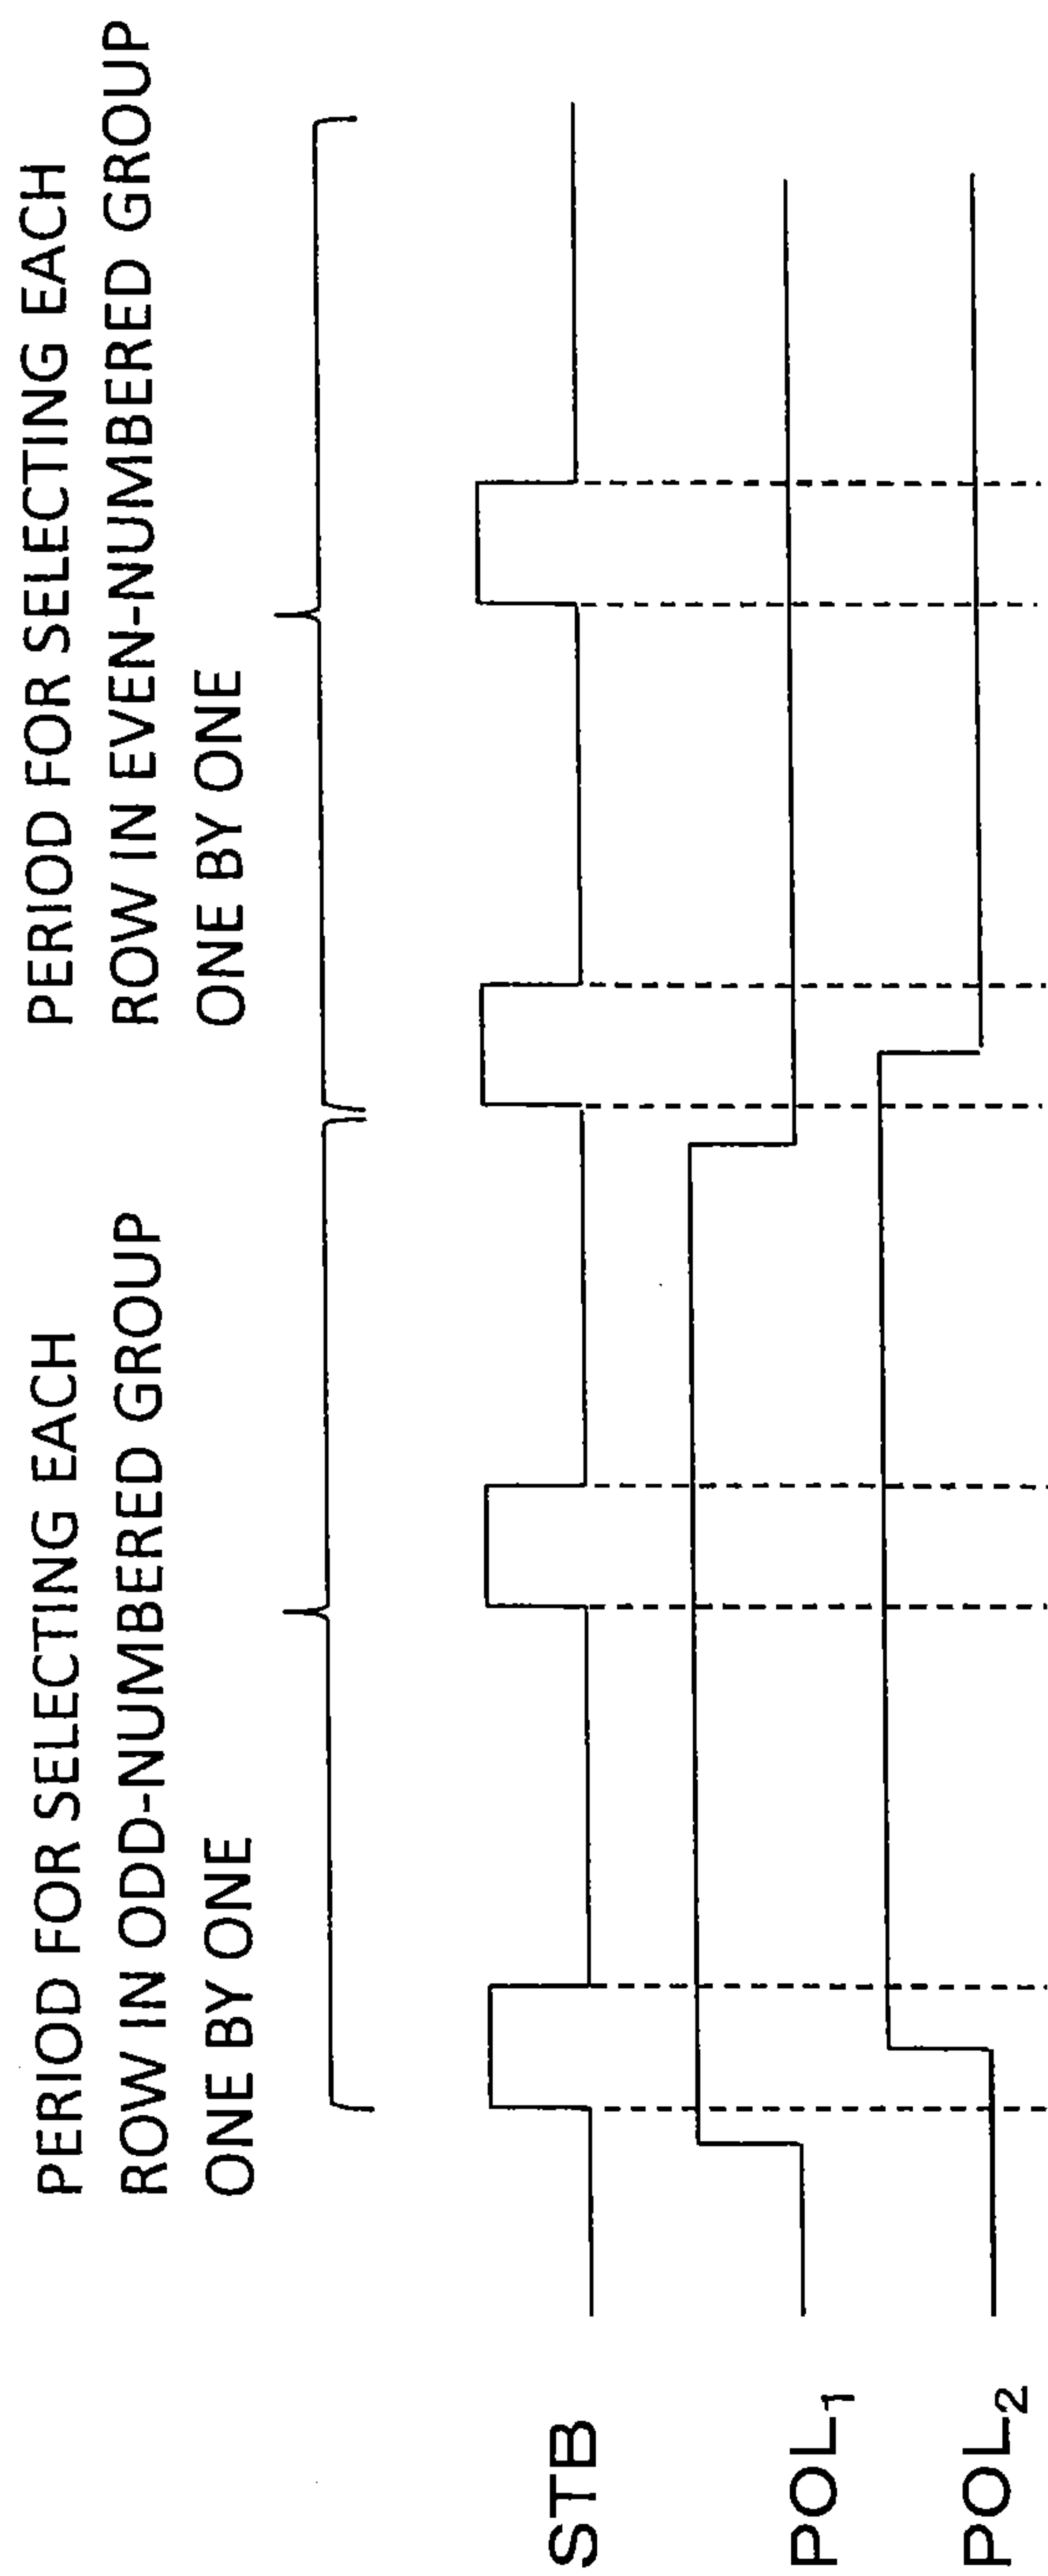 PERIOD FOR SELECTING EACH
ROW IN ODD-NUMBERED GROUP
ONE BY ONE
PERIOD FOR SELECTING EACH
ROW IN EVEN-NUMBERED GROUP
ONE BY ONE
STB
POL₁
POL₂